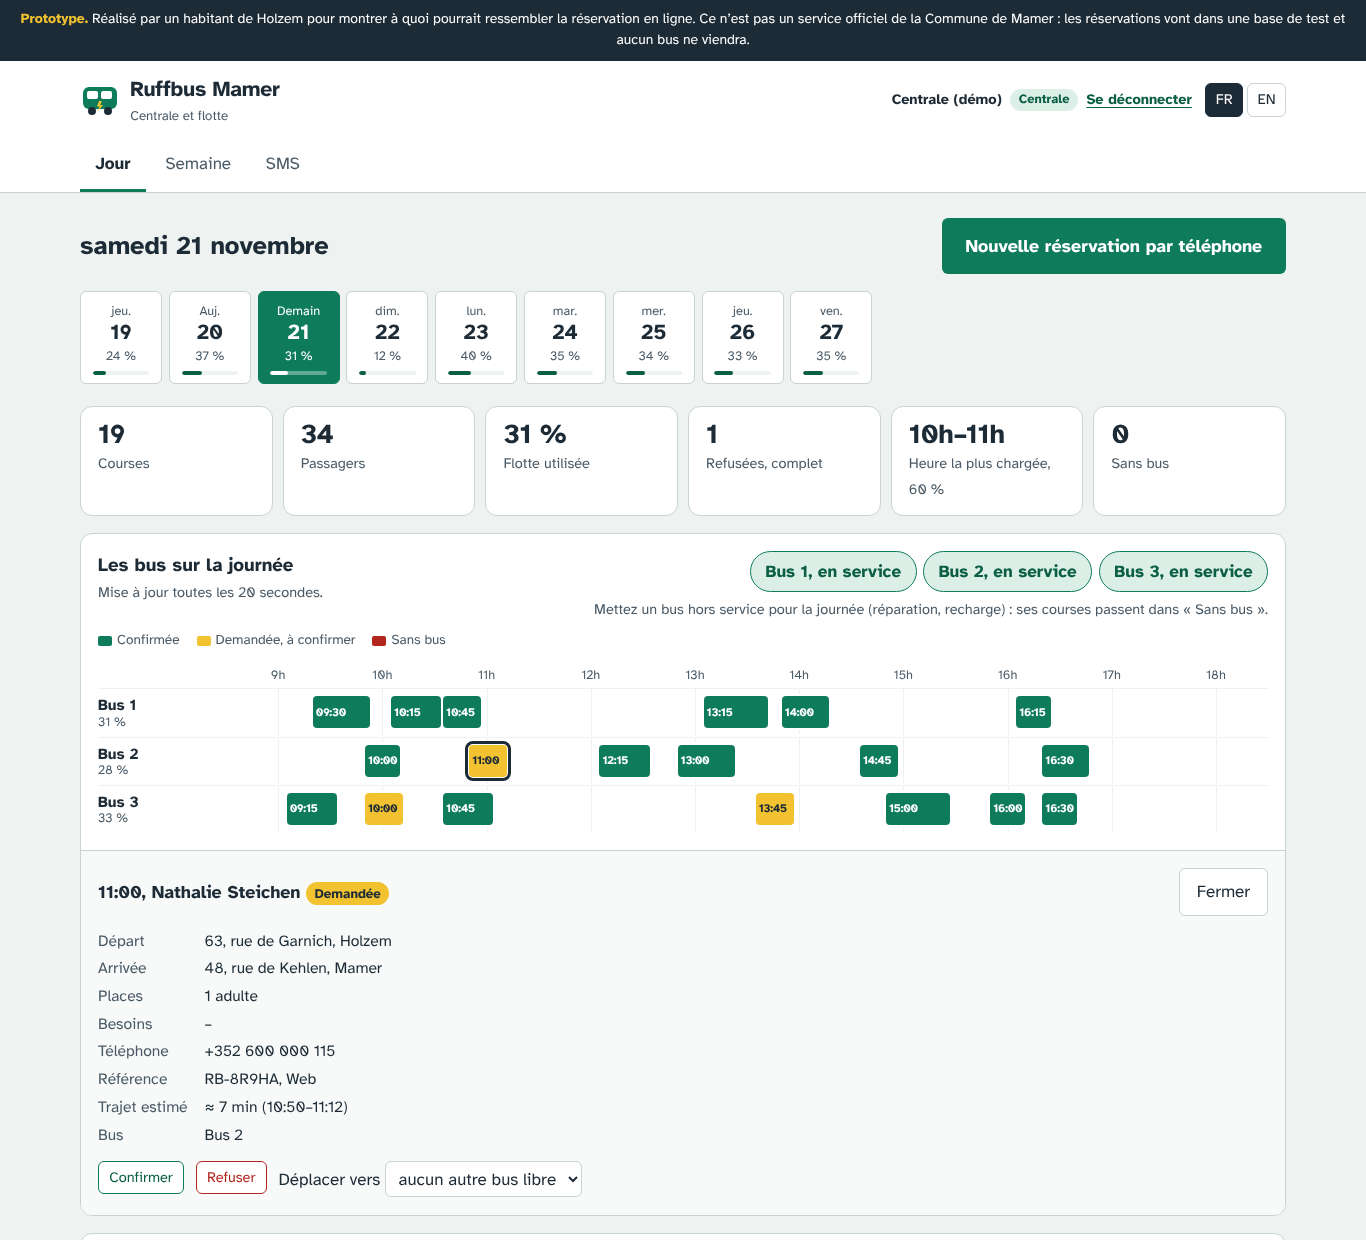 Prototype. Réalisé par un habitant de Holzem pour montrer à quoi pourrait ressembler la réservation en ligne. Ce n’est pas un service officiel de la Commune de Mamer : les réservations vont dans une base de test et
aucun bus ne viendra.
Ruffbus Mamer
Centrale et flotte
Centrale (démo) Centrale Se déconnecter FR EN
Jour Semaine SMS
samedi 21 novembre
Nouvelle réservation par téléphone
jeu. Auj. Demain dim. lun. mar. mer. jeu. ven.
19 20 21 22 23 24 25 26 27
24 % 37 % 31 % 12 % 40 % 35 % 34 % 33 % 35 %
19 34 31 % 1 10h–11h 0
Courses Passagers Flotte utilisée Refusées, complet Heure la plus chargée, Sans bus
60 %
Les bus sur la journée
Bus 1, en service Bus 2, en service Bus 3, en service
Mise à jour toutes les 20 secondes.
Mettez un bus hors service pour la journée (réparation, recharge) : ses courses passent dans « Sans bus ».
Confirmée Demandée, à confirmer Sans bus
9h 10h 11h 12h 13h 14h 15h 16h 17h 18h
Bus 1 09:30 10:15 10:45 13:15 14:00 16:15
31 %
Bus 2 10:00 11:00 12:15 13:00 14:45 16:30
28 %
Bus 3 09:15 10:00 10:45 13:45 15:00 16:00 16:30
33 %
11:00, Nathalie Steichen Demandée
Fermer
Départ 63, rue de Garnich, Holzem
Arrivée 48, rue de Kehlen, Mamer
Places 1 adulte
Besoins –
Téléphone +352 600 000 115
Référence RB-8R9HA, Web
Trajet estimé ≈ 7 min (10:50–11:12)
Bus Bus 2
Confirmer Refuser Déplacer vers aucun autre bus libre